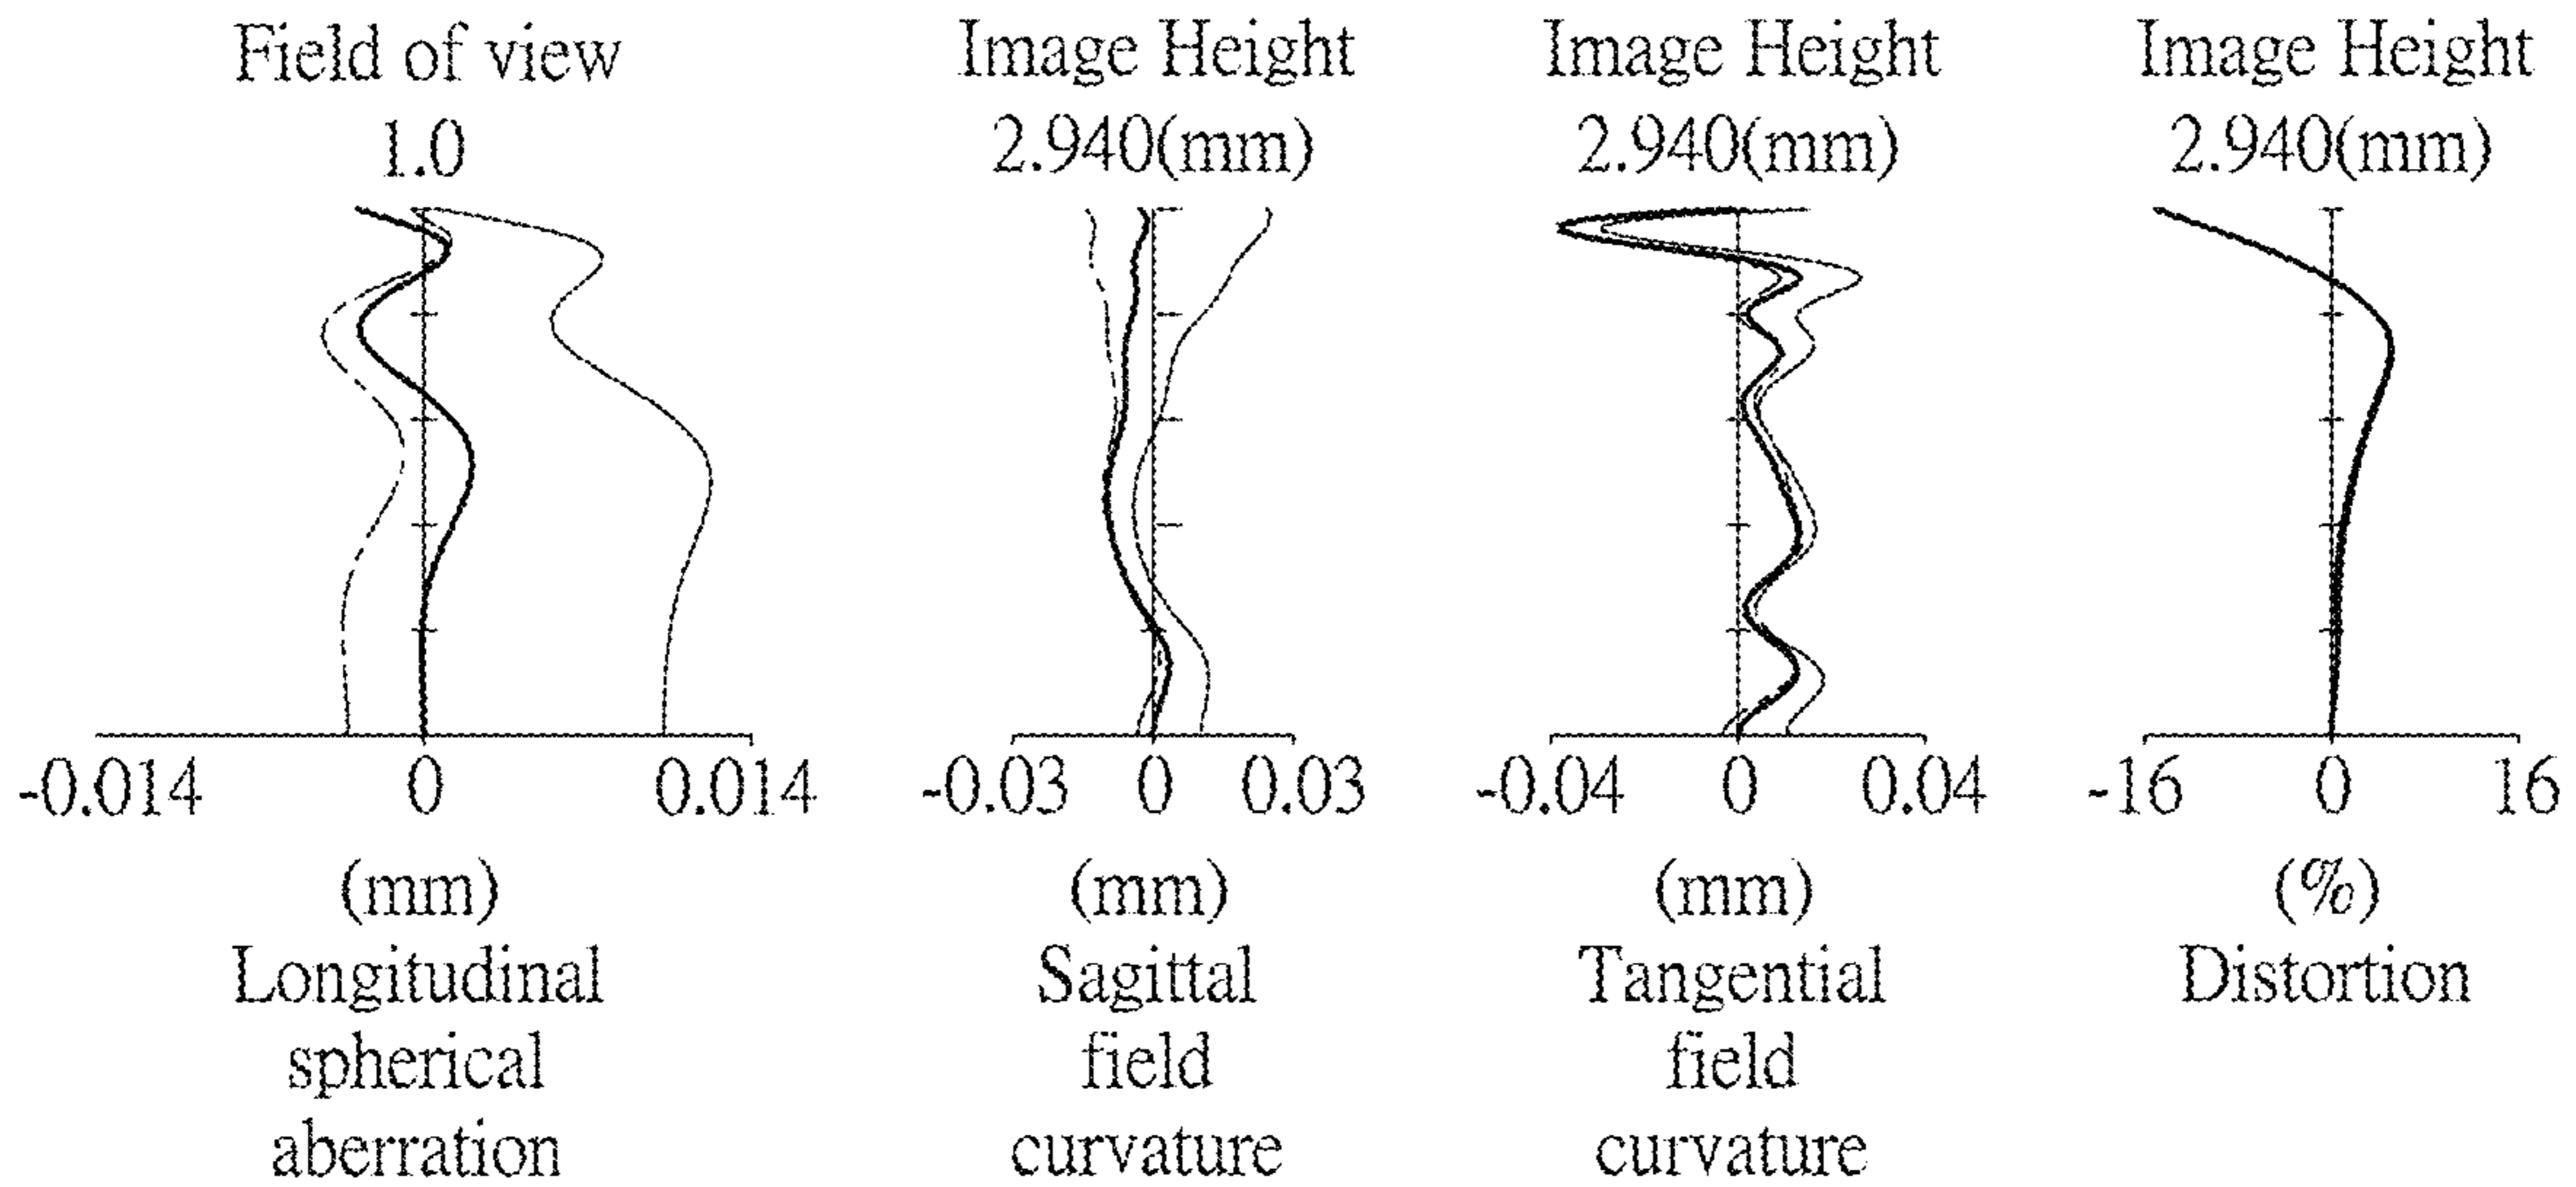 Field of view
1.0
-0.014 0 0.014
(mm)
Longitudinal
spherical
aberration
Image Height
2.940(mm)
-0.03 0 0.03
(mm)
Sagittal
field
curvature
Image Height
2.940(mm)
-0.04 0 0.04
(mm)
Tangential
field
curvature
Image Height
2.940(mm)
-16 0 16
(%)
Distortion